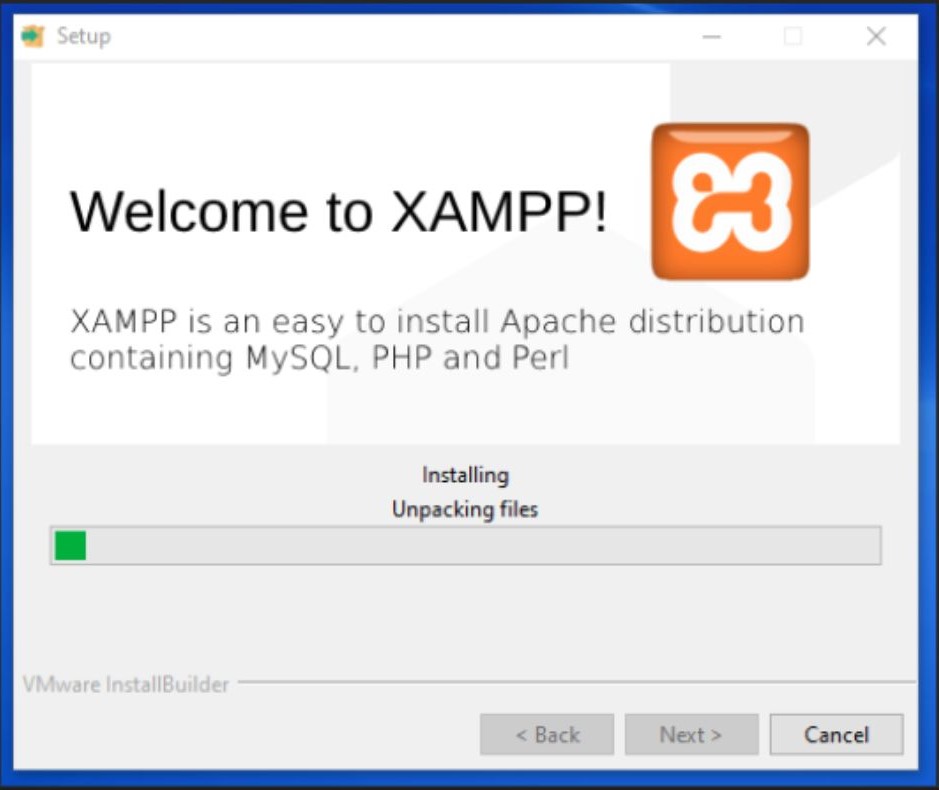 Setup
Welcome to XAMPP!
XAMPP is an easy to install Apache distribution
containing MySQL, PHP and Perl
Installing
Unpacking files
VMware InstallBuilder
< Back
Next >
Cancel